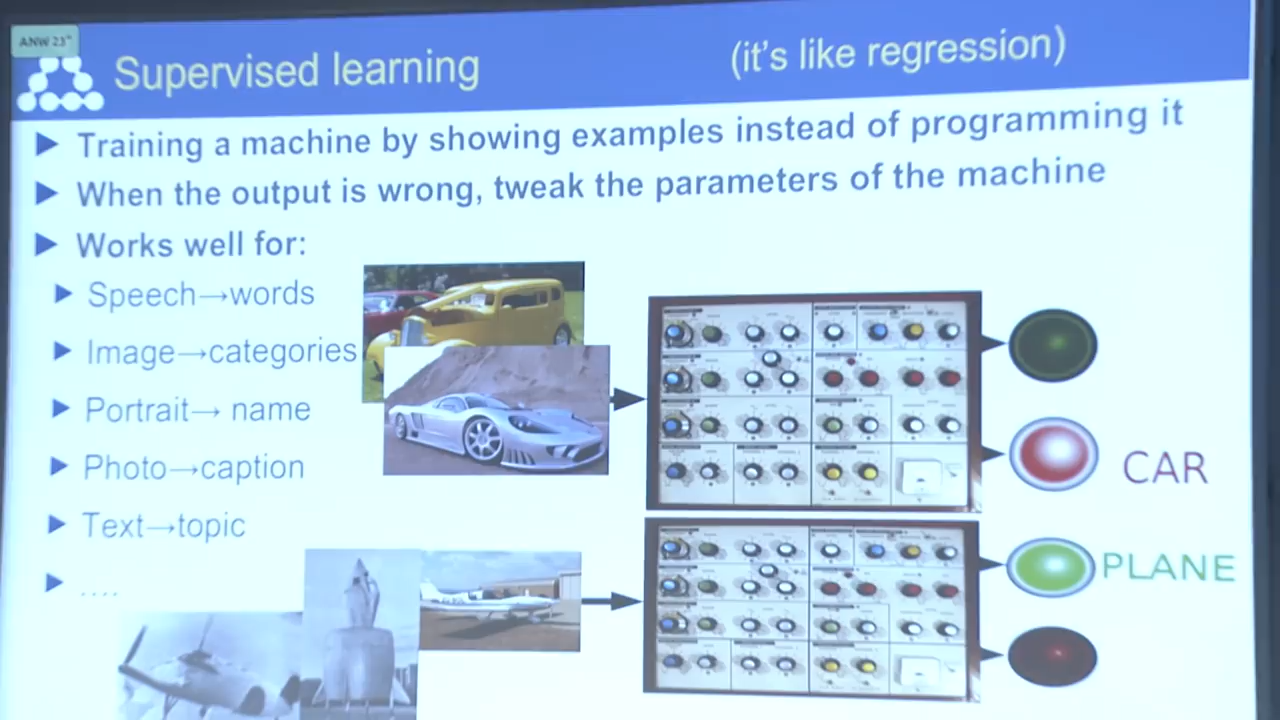 ANW 23"
Supervised learning (it's like regression)
Training a machine by showing examples instead of programming it
When the output is wrong, tweak the parameters of the machine
Works well for:
Speech→words
Image→categories
Portrait→ name
Photo→caption
Text→topic
....
CAR
PLANE